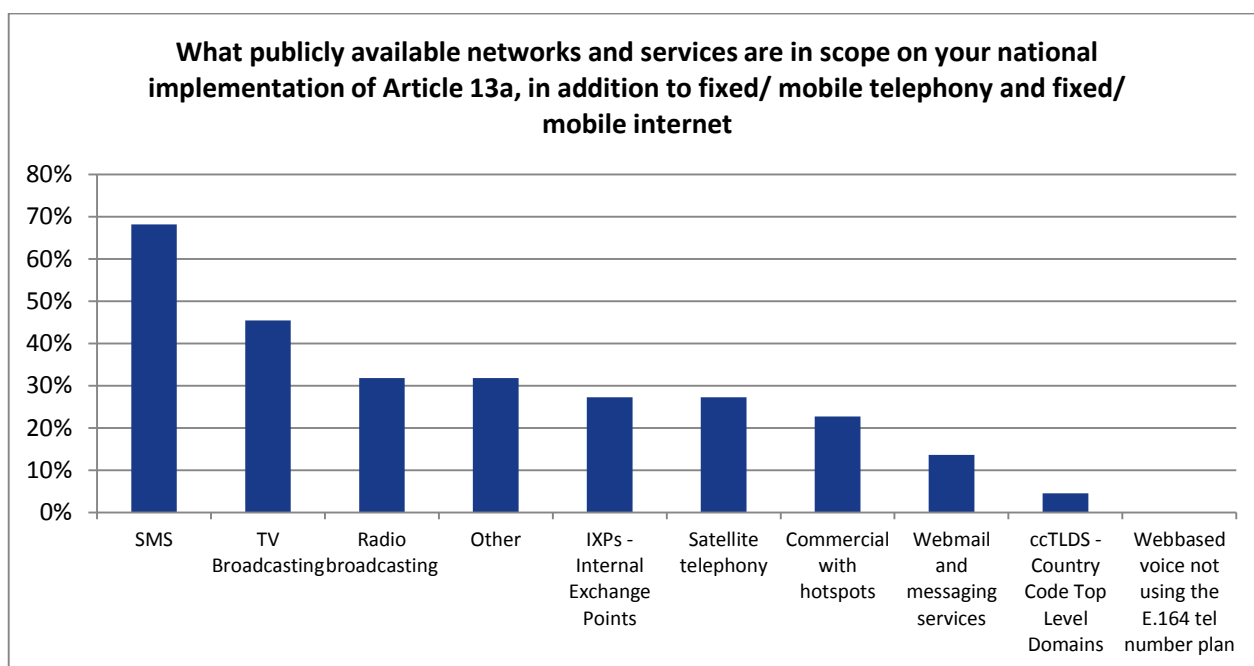 What publicly available networks and services are in scope on your national
implementation of Article 13a, in addition to fixed/ mobile telephony and fixed/
mobile internet
80%
70%
60%
50%
40%
30%
20%
10%
0%
SMS
TV
Broadcasting
Radio
broadcasting
Other
IXPs -
Internal
Exchange
Points
Satellite
telephony
Commercial
with
hotspots
Webmail
and
messaging
services
ccTLDS -
Country
Code Top
Level
Domains
Webbased
voice not
using the
E.164 tel
number plan